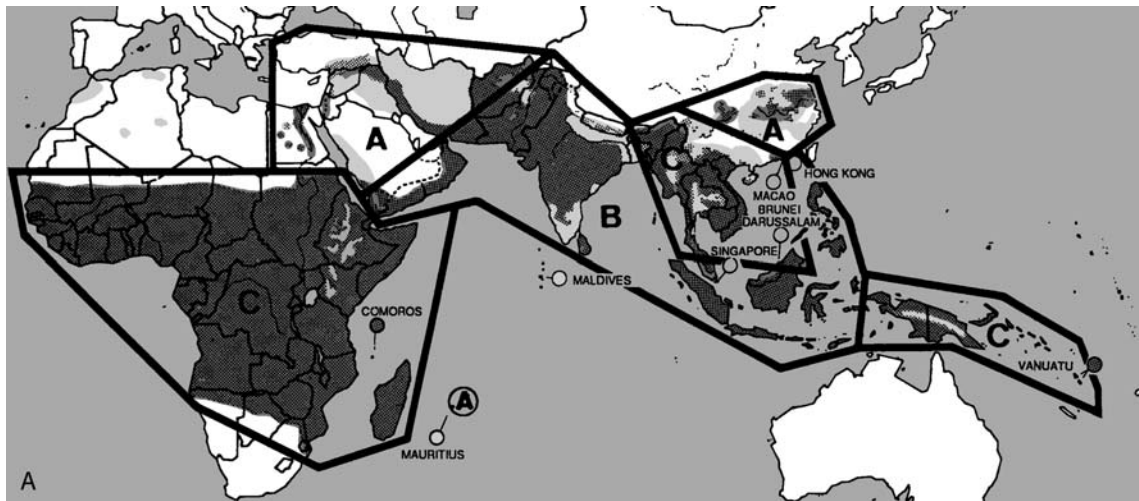 A
A
C
HONG KONG
MACAO
BRUNEI
DARUSSALAM
B
SINGAPORE
MALDIVES
C
COMOROS
C
VANUATU
A
MAURITIUS
A